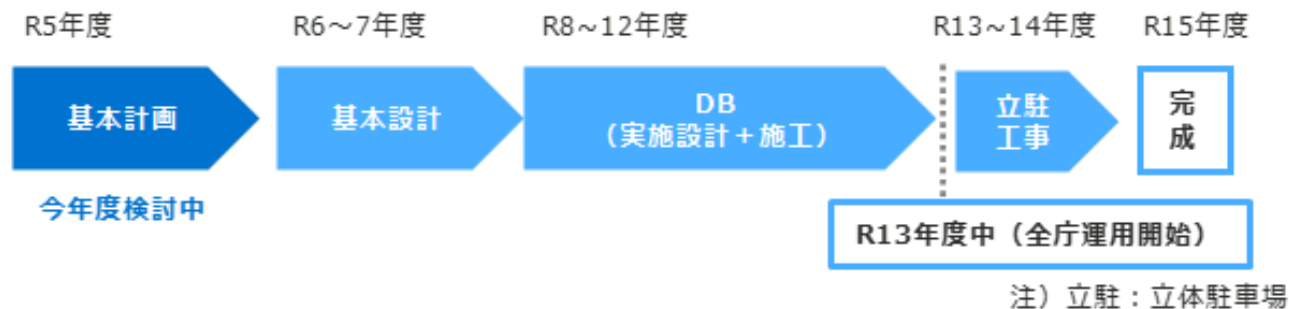 R5年度
R6～7年度
R8~12年度
R13~14年度
R15年度
基本計画
基本設計
DB
（実施設計＋施工）
立駐
工事
完
成
今年度検討中
R13年度中（全庁運用開始）
注）立駐：立体駐車場